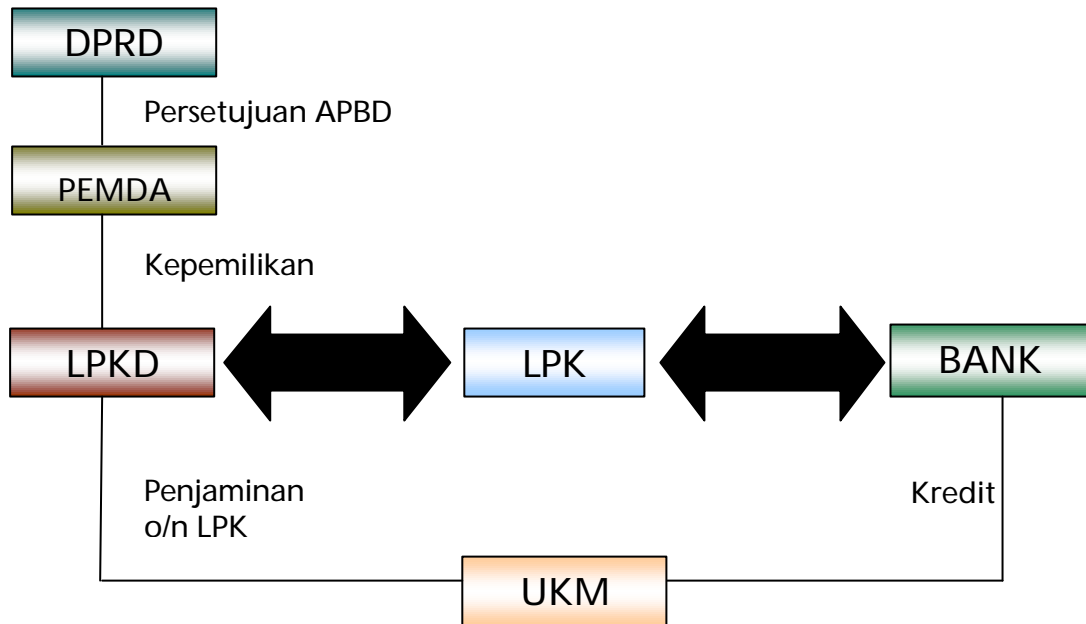 DPRD
Persetujuan APBD
PEMDA
Kepemilikan
LPKD
LPK
BANK
Penjaminan
o/n LPK
Kredit
UKM